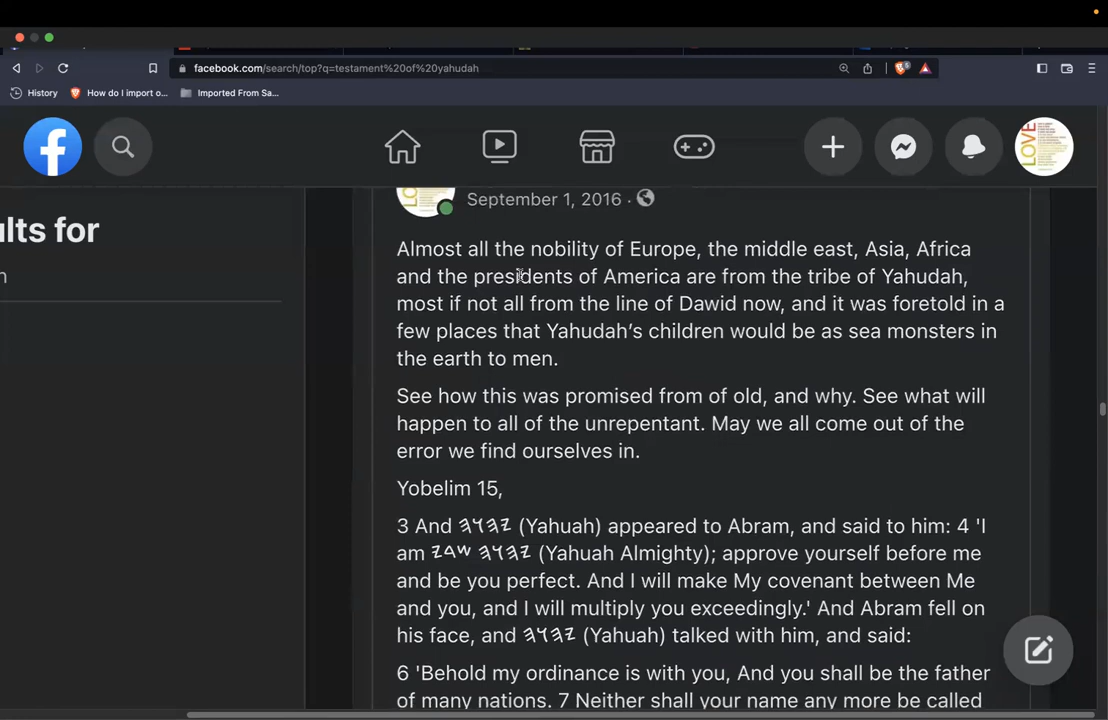 facebook.com/search/top?q=testament%20of%20yahudah
History
How do I import o...
Imported From Sa...
LOVE
ults for
n
September 1, 2016 ·
Almost all the nobility of Europe, the middle east, Asia, Africa
and the presidents of America are from the tribe of Yahudah,
most if not all from the line of Dawid now, and it was foretold in a
few places that Yahudah's children would be as sea monsters in
the earth to men.
See how this was promised from of old, and why. See what will
happen to all of the unrepentant. May we all come out of the
error we find ourselves in.
Yobelim 15,
3 And 𐤉𐤄𐤅𐤄 (Yahuah) appeared to Abram, and said to him: 4 'I
am 𐤉𐤄𐤅𐤄 𐤔𐤃𐤉 (Yahuah Almighty); approve yourself before me
and be you perfect. And I will make My covenant between Me
and you, and I will multiply you exceedingly.' And Abram fell on
his face, and 𐤉𐤄𐤅𐤄 (Yahuah) talked with him, and said:
6 'Behold my ordinance is with you, And you shall be the father
of many nations. 7 Neither shall your name any more be called